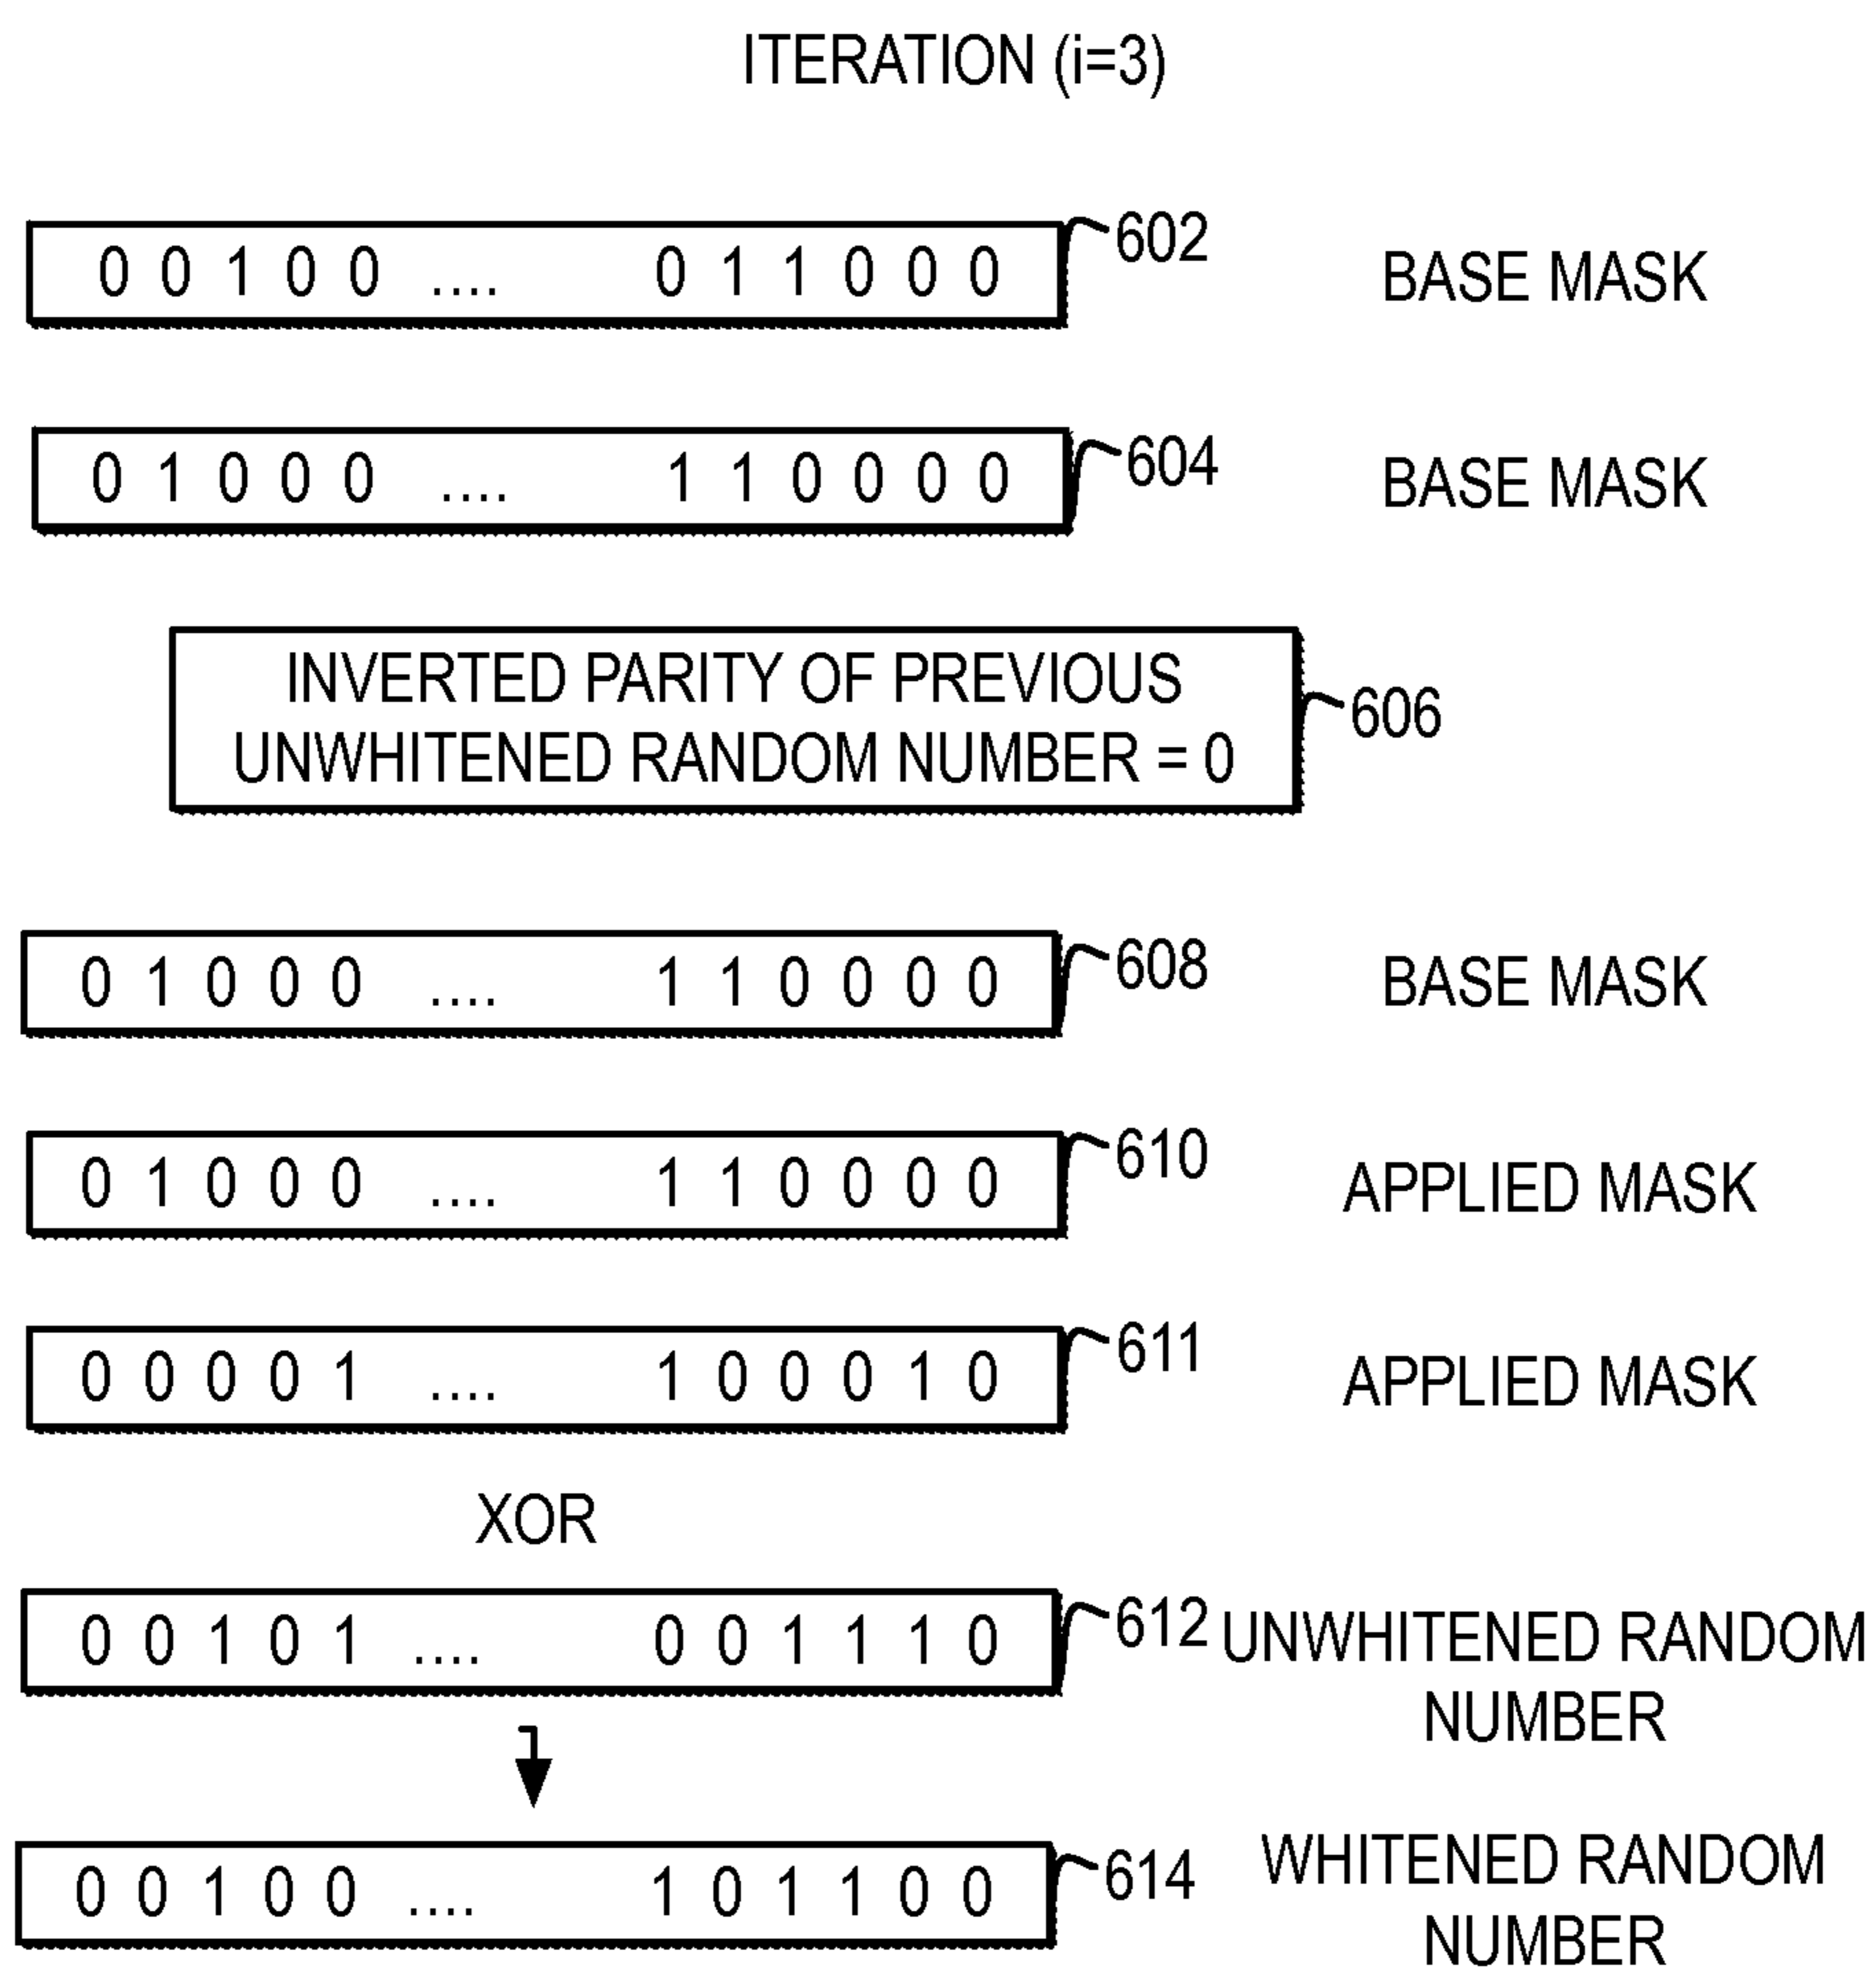 ITERATION (i=3)
0 0 1 0 0 .... 0 1 1 0 0 0 602 BASE MASK
0 1 0 0 0 .... 1 1 0 0 0 0 604 BASE MASK
INVERTED PARITY OF PREVIOUS
UNWHITENED RANDOM NUMBER = 0 606
0 1 0 0 0 .... 1 1 0 0 0 0 608 BASE MASK
0 1 0 0 0 .... 1 1 0 0 0 0 610 APPLIED MASK
0 0 0 0 1 .... 1 0 0 0 1 0 611 APPLIED MASK
XOR
0 0 1 0 1 .... 0 0 1 1 1 0 612 UNWHITENED RANDOM
NUMBER
0 0 1 0 0 .... 1 0 1 1 0 0 614 WHITENED RANDOM
NUMBER